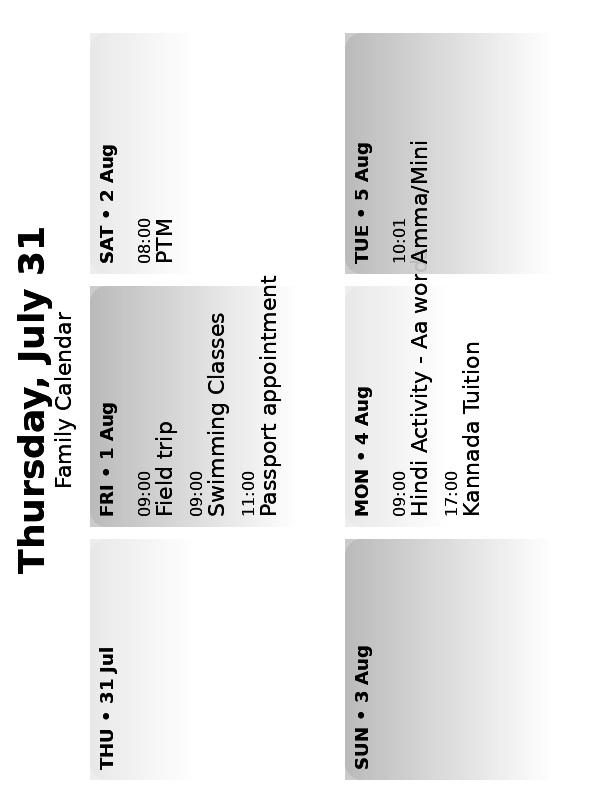 Thursday, July 31
Family Calendar
THU • 31 Jul
FRI • 1 Aug
09:00
Field trip
09:00
Swimming Classes
11:00
Passport appointment
SAT • 2 Aug
08:00
PTM
SUN • 3 Aug
MON • 4 Aug
09:00
Hindi Activity - Aa wor
17:00
Kannada Tuition
TUE • 5 Aug
10:01
Amma/Mini